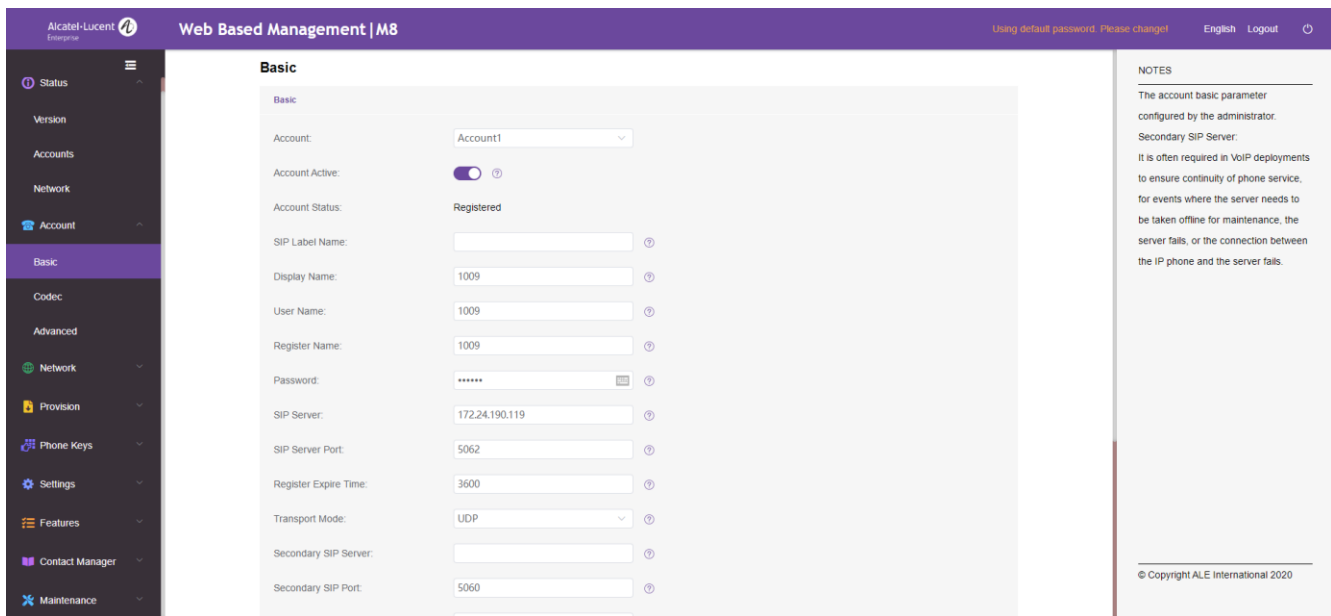 Alcatel·Lucent
Enterprise
Web Based Management | M8
Using default password. Please change!
English Logout
Status
Version
Accounts
Network
Account
Basic
Codec
Advanced
Network
Provision
Phone Keys
Settings
Features
Contact Manager
Maintenance
Basic
Basic
Account: Account1
Account Active:
Account Status: Registered
SIP Label Name:
Display Name: 1009
User Name: 1009
Register Name: 1009
Password: ••••••
SIP Server: 172.24.190.119
SIP Server Port: 5062
Register Expire Time: 3600
Transport Mode: UDP
Secondary SIP Server:
Secondary SIP Port: 5060
NOTES
The account basic parameter
configured by the administrator.
Secondary SIP Server:
It is often required in VoIP deployments
to ensure continuity of phone service,
for events where the server needs to
be taken offline for maintenance, the
server fails, or the connection between
the IP phone and the server fails.
© Copyright ALE International 2020